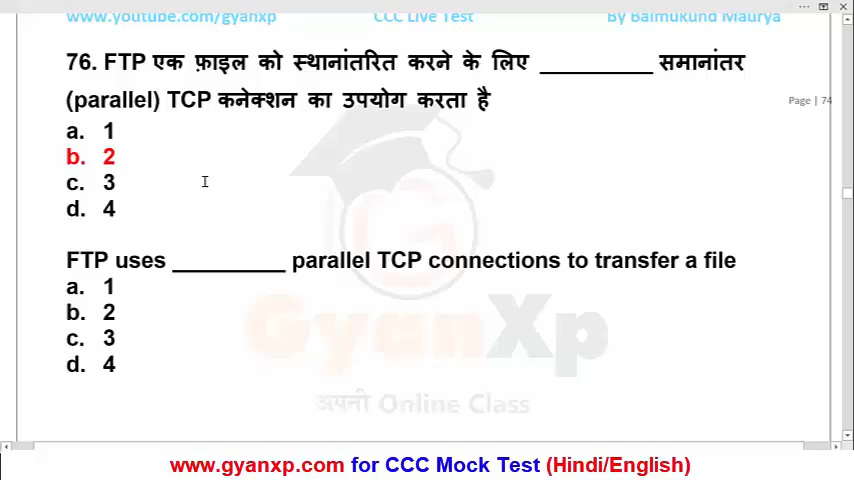 www.youtube.com/gyanxp CCC Live Test By Balmukund Maurya
76. FTP एक फ़ाइल को स्थानांतरित करने के लिए _________ समानांतर
(parallel) TCP कनेक्शन का उपयोग करता है
Page | 74
a. 1
b. 2
c. 3
d. 4
FTP uses _________ parallel TCP connections to transfer a file
a. 1
b. 2
c. 3
d. 4
GyanXp
अपनी Online Class
www.gyanxp.com for CCC Mock Test (Hindi/English)